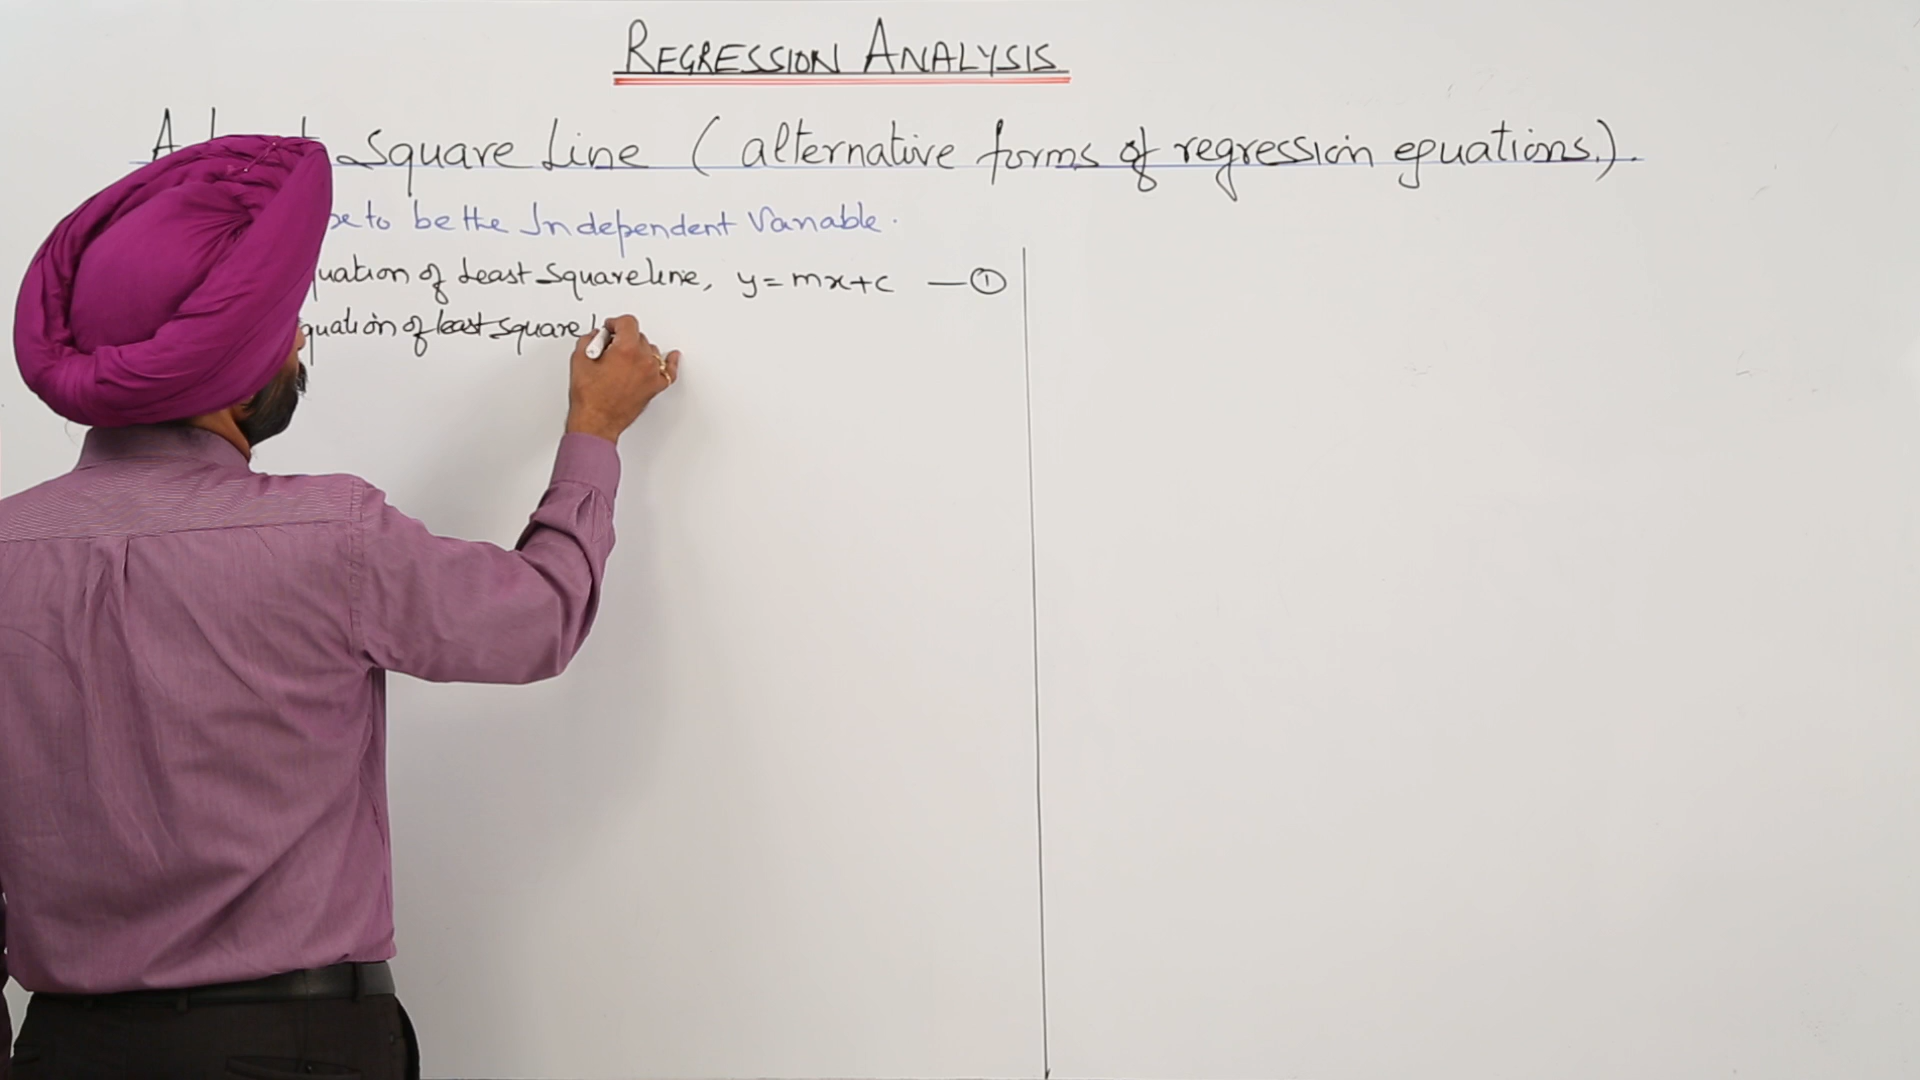 REGRESSION ANALYSIS
A Square Line (alternative forms of regression equations.).
to be the Independent Variable.
quation of Least Square line, y = mx + c — ①
quation of least square